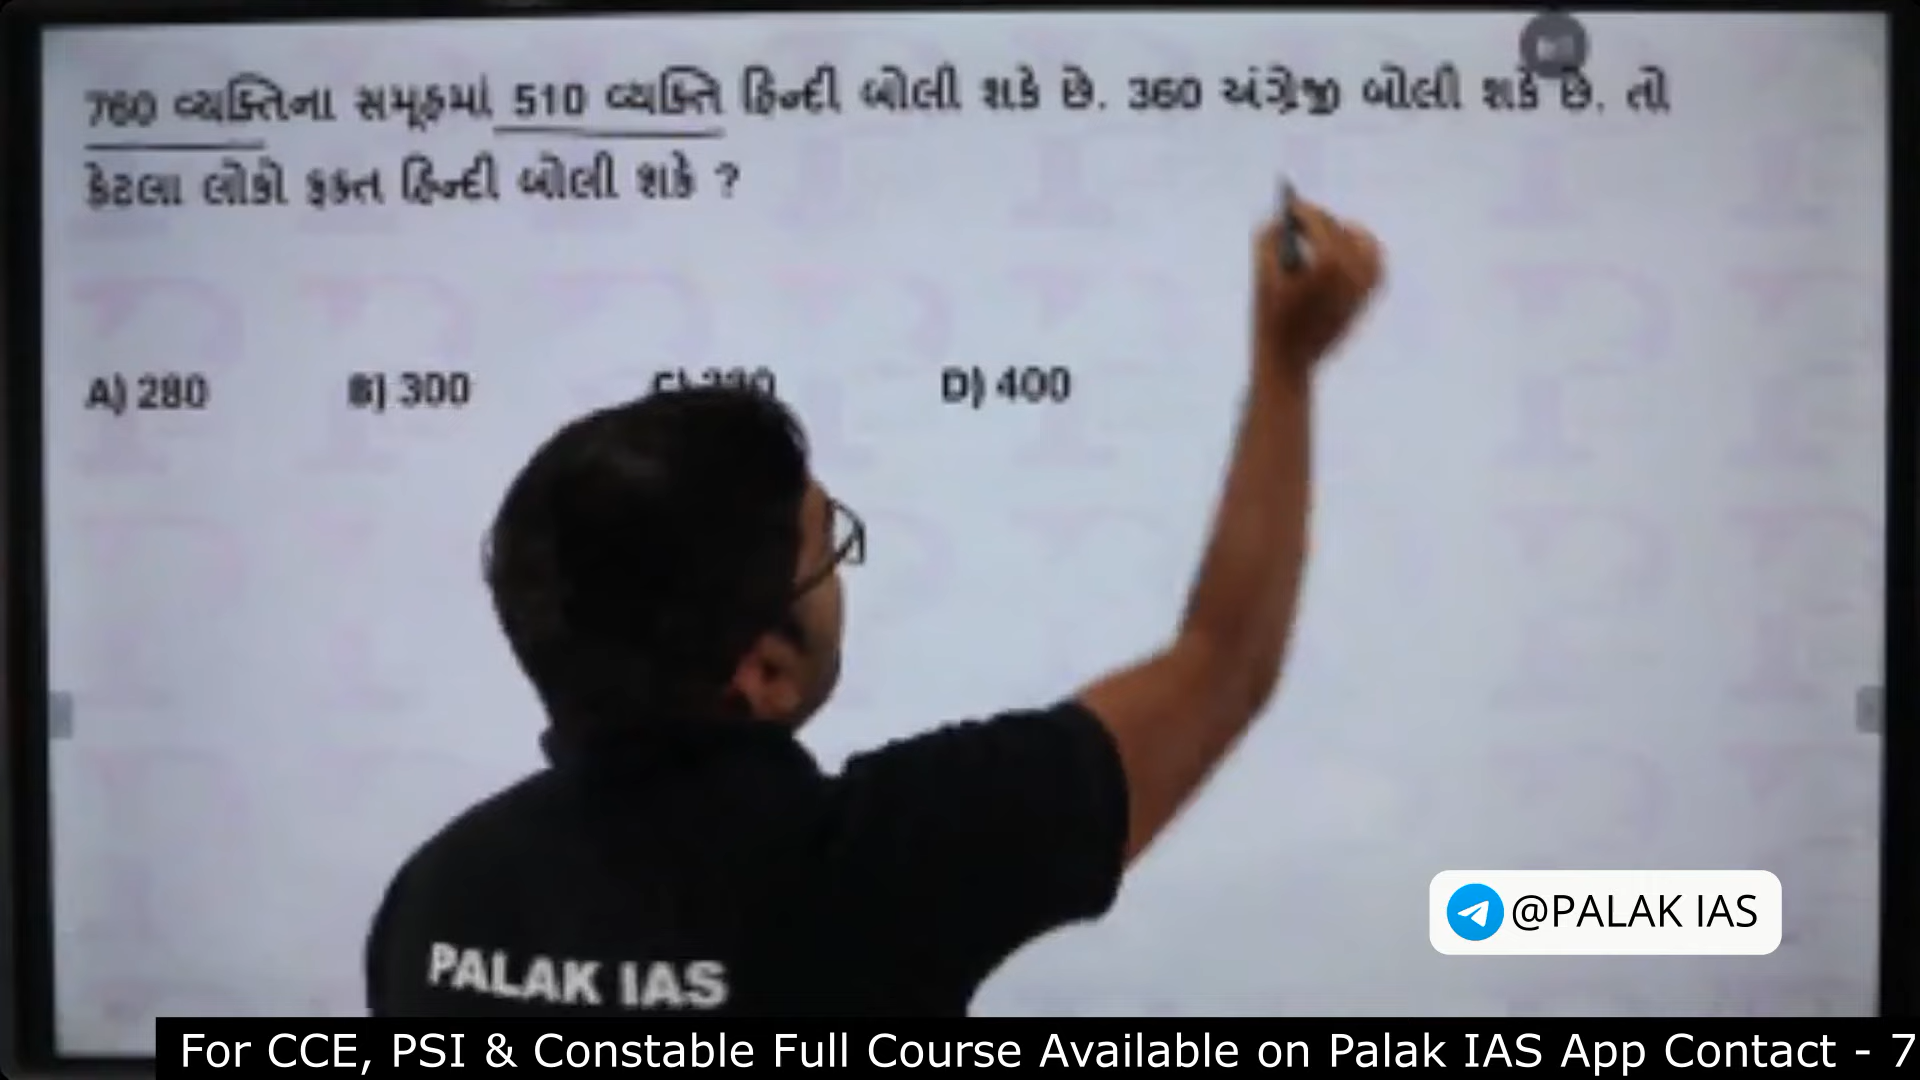 760 વ્યક્તિના સમૂહમાં 510 વ્યક્તિ હિન્દી બોલી શકે છે. 360 અંગ્રેજી બોલી શકે છે. તો
કેટલા લોકો ફક્ત હિન્દી બોલી શકે ?
A) 280 B) 300 D) 400
@PALAK IAS
PALAK IAS
For CCE, PSI & Constable Full Course Available on Palak IAS App Contact - 7